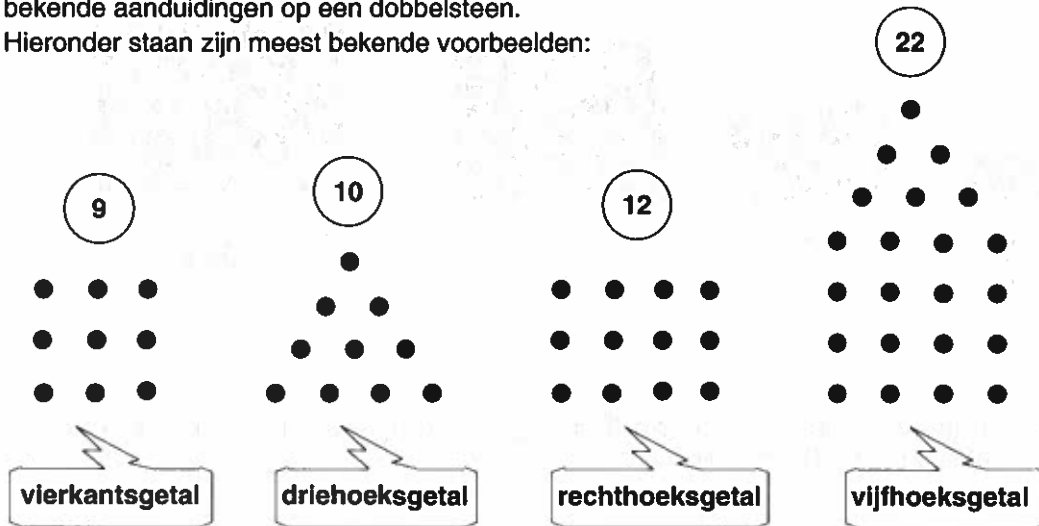 bekende aanduidingen op een dobbelsteen.
Hieronder staan zijn meest bekende voorbeelden:
22
9
10
12
vierkantsgetal
driehoeksgetal
rechthoeksgetal
vijfhoeksgetal